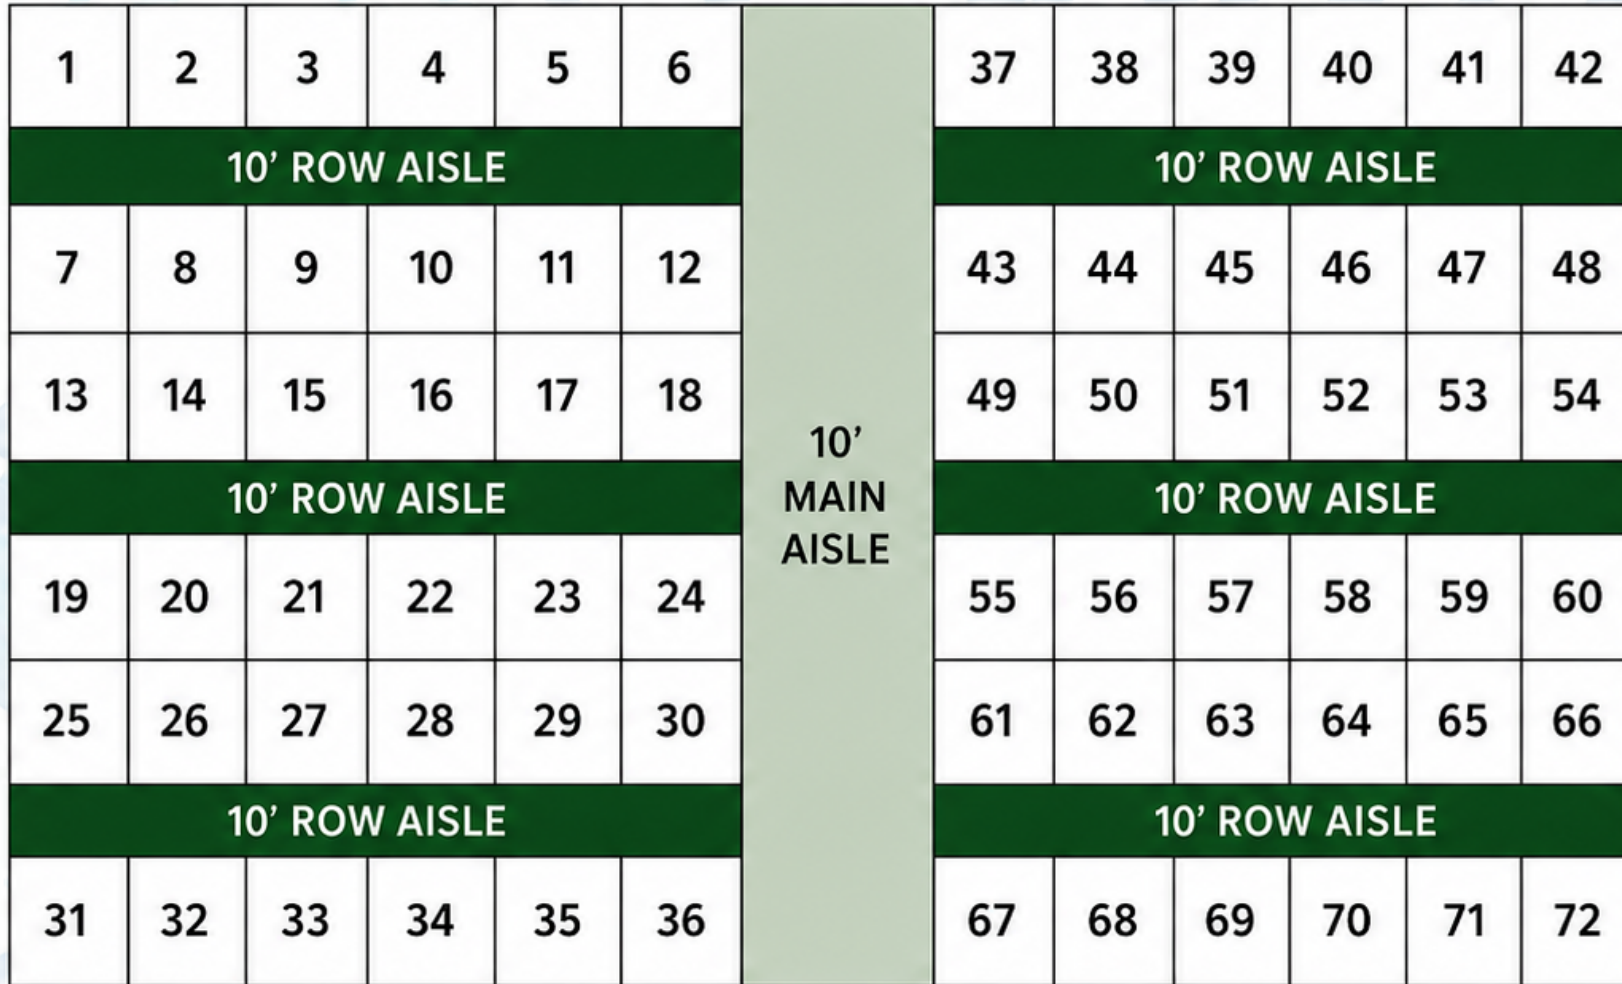 1 2 3 4 5 6 37 38 39 40 41 42
10’ ROW AISLE 10’ ROW AISLE
7 8 9 10 11 12 43 44 45 46 47 48
13 14 15 16 17 18 49 50 51 52 53 54
10’
MAIN
AISLE
10’ ROW AISLE 10’ ROW AISLE
19 20 21 22 23 24 55 56 57 58 59 60
25 26 27 28 29 30 61 62 63 64 65 66
10’ ROW AISLE 10’ ROW AISLE
31 32 33 34 35 36 67 68 69 70 71 72